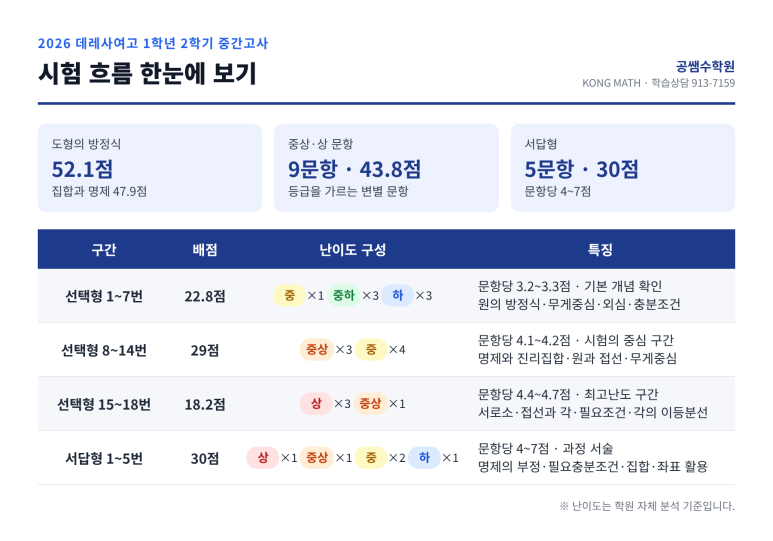 2026 데레사여고 1학년 2학기 중간고사
시험 흐름 한눈에 보기
공쌤수학원
KONG MATH · 학습상담 913-7159
도형의 방정식
52.1점
집합과 명제 47.9점
중상·상 문항
9문항 · 43.8점
등급을 가르는 변별 문항
서답형
5문항 · 30점
문항당 4~7점
구간 배점 난이도 구성 특징
선택형 1~7번 22.8점 중 ×1 중하 ×3 하 ×3
문항당 3.2~3.3점 · 기본 개념 확인
원의 방정식·무게중심·외심·충분조건
선택형 8~14번 29점 중상 ×3 중 ×4
문항당 4.1~4.2점 · 시험의 중심 구간
명제와 진리집합·원과 접선·무게중심
선택형 15~18번 18.2점 상 ×3 중상 ×1
문항당 4.4~4.7점 · 최고난도 구간
서로소·접선과 각·필요조건·각의 이등분선
서답형 1~5번 30점 상 ×1 중상 ×1 중 ×2 하 ×1
문항당 4~7점 · 과정 서술
명제의 부정·필요충분조건·집합·좌표 활용
※ 난이도는 학원 자체 분석 기준입니다.